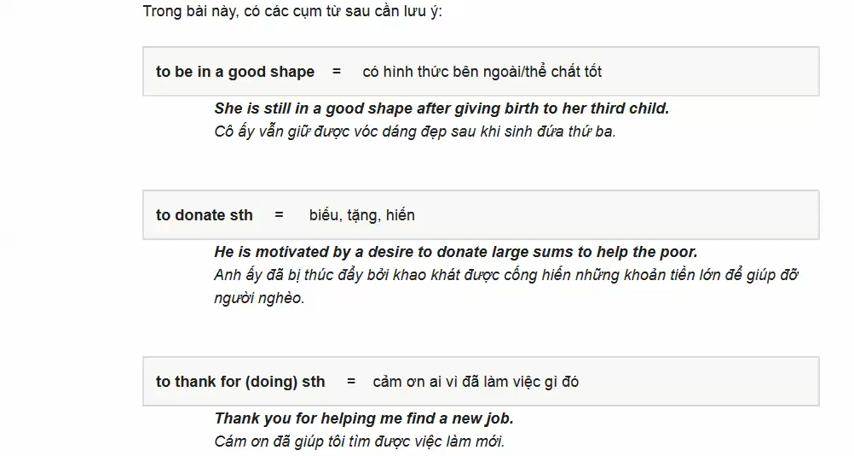 Trong bài này, có các cụm từ sau cần lưu ý:
to be in a good shape = có hình thức bên ngoài/thể chất tốt
She is still in a good shape after giving birth to her third child.
Cô ấy vẫn giữ được vóc dáng đẹp sau khi sinh đứa thứ ba.
to donate sth = biếu, tặng, hiến
He is motivated by a desire to donate large sums to help the poor.
Anh ấy đã bị thúc đẩy bởi khao khát được cống hiến những khoản tiền lớn để giúp đỡ
người nghèo.
to thank for (doing) sth = cảm ơn ai vì đã làm việc gì đó
Thank you for helping me find a new job.
Cám ơn đã giúp tôi tìm được việc làm mới.